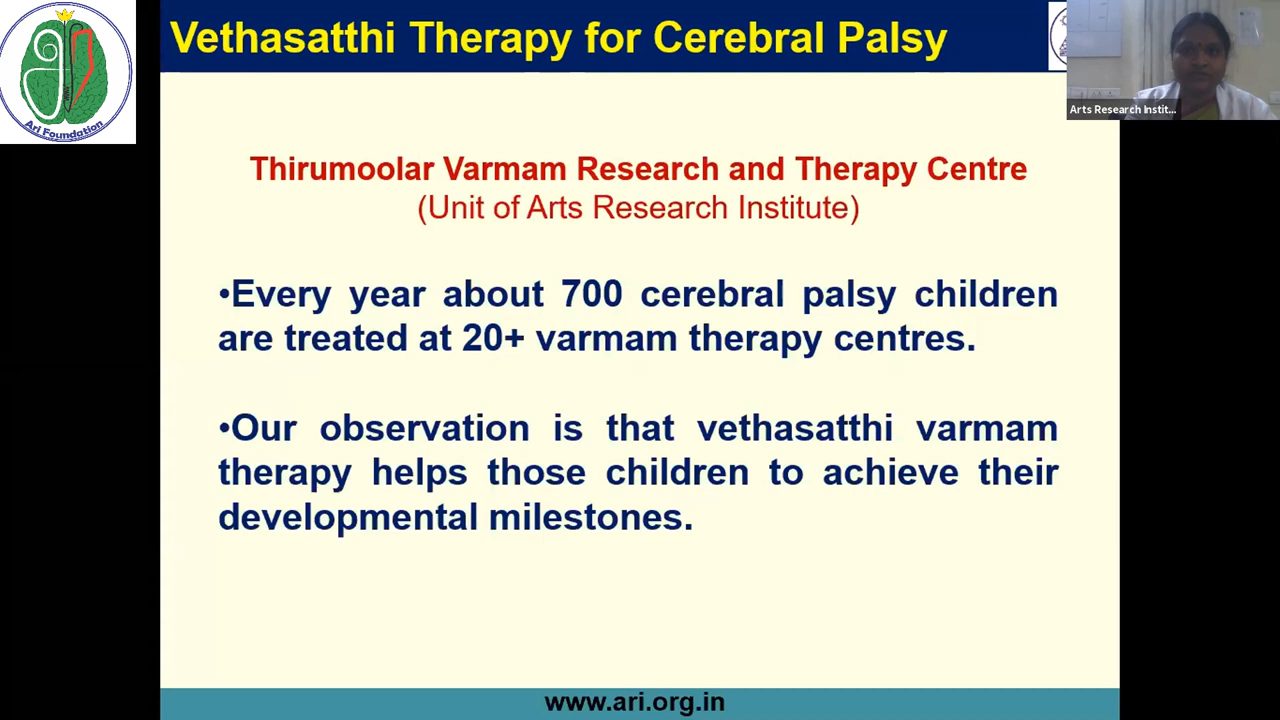 Vethasatthi Therapy for Cerebral Palsy
Ari Foundation
Arts Research Instit...
Thirumoolar Varmam Research and Therapy Centre
(Unit of Arts Research Institute)
•Every year about 700 cerebral palsy children
are treated at 20+ varmam therapy centres.
•Our observation is that vethasatthi varmam
therapy helps those children to achieve their
developmental milestones.
www.ari.org.in